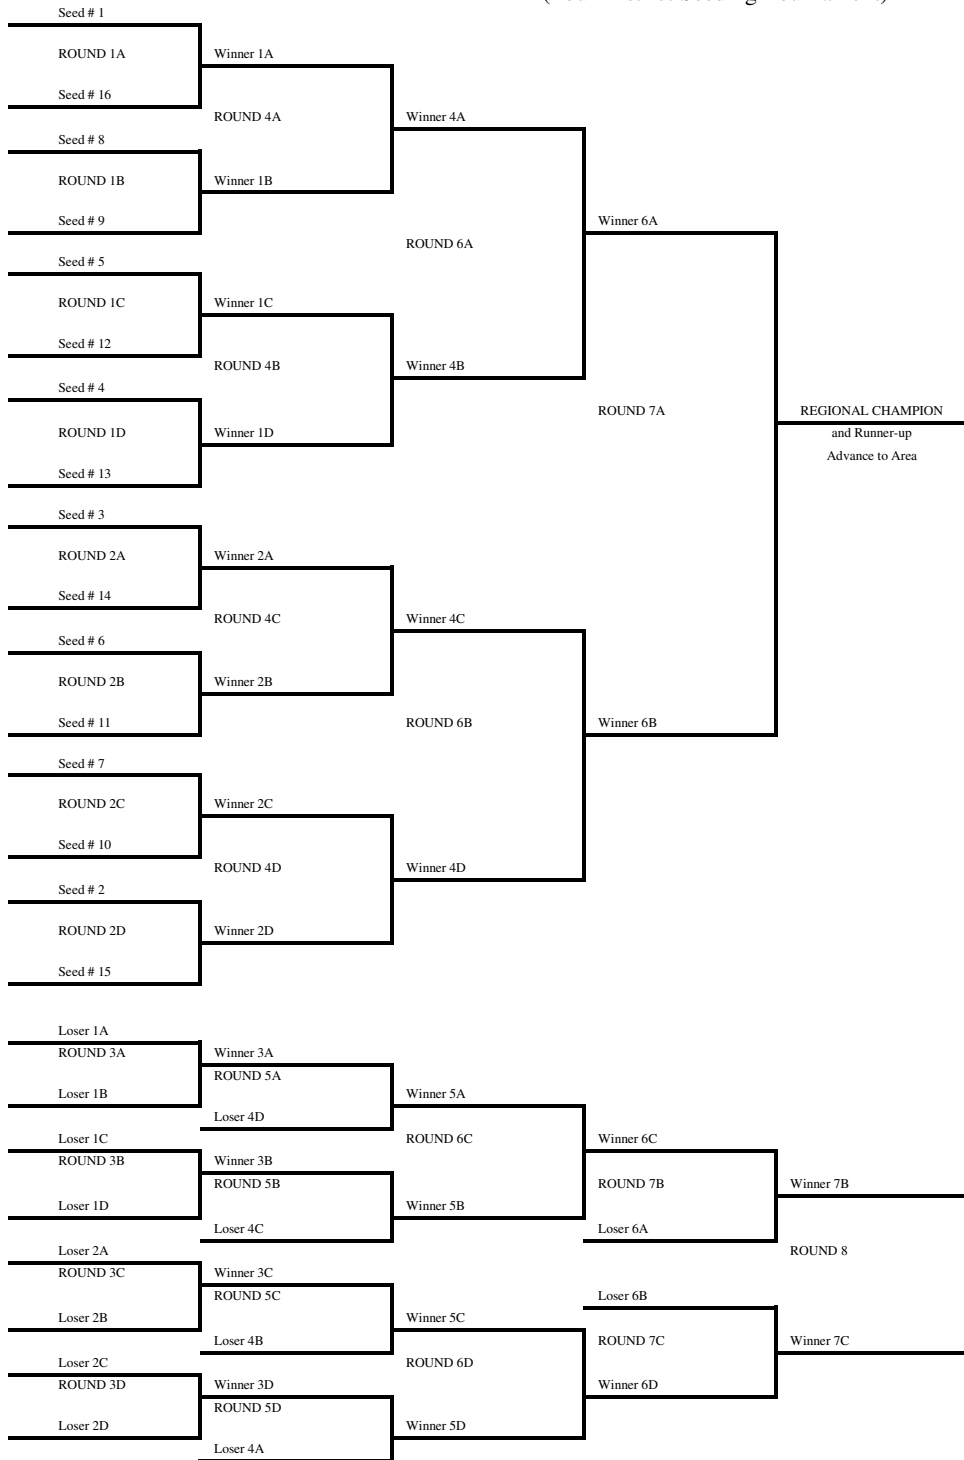 (Four District Seeding Tournament)
Seed # 1
ROUND 1A
Winner 1A
Seed # 16
ROUND 4A
Winner 4A
Seed # 8
ROUND 1B
Winner 1B
Seed # 9
Winner 6A
ROUND 6A
Seed # 5
ROUND 1C
Winner 1C
Seed # 12
ROUND 4B
Winner 4B
Seed # 4
ROUND 7A
REGIONAL CHAMPION
ROUND 1D
Winner 1D
and Runner-up
Advance to Area
Seed # 13
Seed # 3
ROUND 2A
Winner 2A
Seed # 14
ROUND 4C
Winner 4C
Seed # 6
ROUND 2B
Winner 2B
Seed # 11
ROUND 6B
Winner 6B
Seed # 7
ROUND 2C
Winner 2C
Seed # 10
ROUND 4D
Winner 4D
Seed # 2
ROUND 2D
Winner 2D
Seed # 15
Loser 1A
ROUND 3A
Winner 3A
ROUND 5A
Loser 1B
Winner 5A
Loser 4D
Loser 1C
ROUND 6C
Winner 6C
ROUND 3B
Winner 3B
ROUND 5B
ROUND 7B
Winner 7B
Loser 1D
Winner 5B
Loser 4C
Loser 6A
Loser 2A
ROUND 8
ROUND 3C
Winner 3C
ROUND 5C
Loser 6B
Loser 2B
Winner 5C
Loser 4B
ROUND 7C
Winner 7C
Loser 2C
ROUND 6D
ROUND 3D
Winner 3D
Winner 6D
ROUND 5D
Loser 2D
Winner 5D
Loser 4A